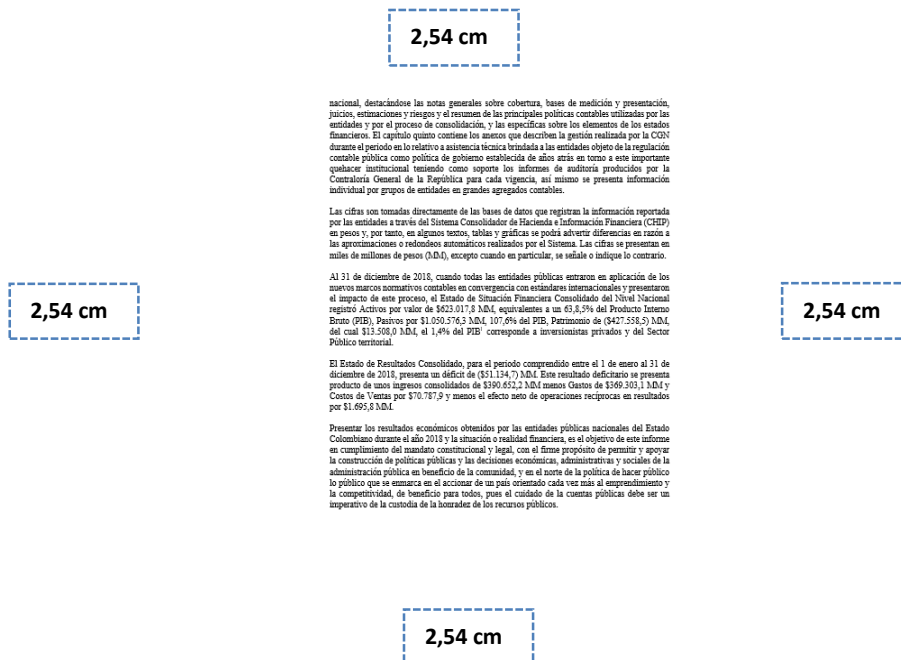 2,54 cm
nacional, destacándose las notas generales sobre cobertura, bases de medición y presentación,
juicios, estimaciones y riesgos y el resumen de las principales políticas contables utilizadas por las
entidades y por el proceso de consolidación, y las específicas sobre los elementos de los estados
financieros. El capítulo quinto contiene los anexos que describen la gestión realizada por la CGN
durante el periodo en lo relativo a asistencia técnica brindada a las entidades objeto de la regulación
contable pública como política de gobierno establecida de años atrás en torno a este importante
quehacer institucional teniendo como soporte los informes de auditoría producidos por la
Contraloría General de la República para cada vigencia, así mismo se presenta información
individual por grupos de entidades en grandes agregados contables.
Las cifras son tomadas directamente de las bases de datos que registran la información reportada
por las entidades a través del Sistema Consolidador de Hacienda e Información Financiera (CHIP)
en pesos y, por tanto, en algunos textos, tablas y gráficas se podrá advertir diferencias en razón a
las aproximaciones o redondeos automáticos realizados por el Sistema. Las cifras se presentan en
miles de millones de pesos (MM), excepto cuando en particular, se señale o indique lo contrario.
Al 31 de diciembre de 2018, cuando todas las entidades públicas entraron en aplicación de los
nuevos marcos normativos contables en convergencia con estándares internacionales y presentaron
el impacto de este proceso, el Estado de Situación Financiera Consolidado del Nivel Nacional
registró Activos por valor de $623.017,8 MM, equivalentes a un 63,8,5% del Producto Interno
Bruto (PIB), Pasivos por $1.050.576,3 MM, 107,6% del PIB, Patrimonio de ($427.558,5) MM,
del cual $13.508,0 MM, el 1,4% del PIB¹ corresponde a inversionistas privados y del Sector
Público territorial.
2,54 cm
2,54 cm
El Estado de Resultados Consolidado, para el periodo comprendido entre el 1 de enero al 31 de
diciembre de 2018, presenta un déficit de ($51.134,7) MM. Este resultado deficitario se presenta
producto de unos ingresos consolidados de $390.652,2 MM menos Gastos de $369.303,1 MM y
Costos de Ventas por $70.787,9 y menos el efecto neto de operaciones recíprocas en resultados
por $1.695,8 MM.
Presentar los resultados económicos obtenidos por las entidades públicas nacionales del Estado
Colombiano durante el año 2018 y la situación o realidad financiera, es el objetivo de este informe
en cumplimiento del mandato constitucional y legal, con el firme propósito de permitir y apoyar
la construcción de políticas públicas y las decisiones económicas, administrativas y sociales de la
administración pública en beneficio de la comunidad, y en el norte de la política de hacer público
lo público que se enmarca en el accionar de un país orientado cada vez más al emprendimiento y
la competitividad, de beneficio para todos, pues el cuidado de la cuentas públicas debe ser un
imperativo de la custodia de la honradez de los recursos públicos.
2,54 cm